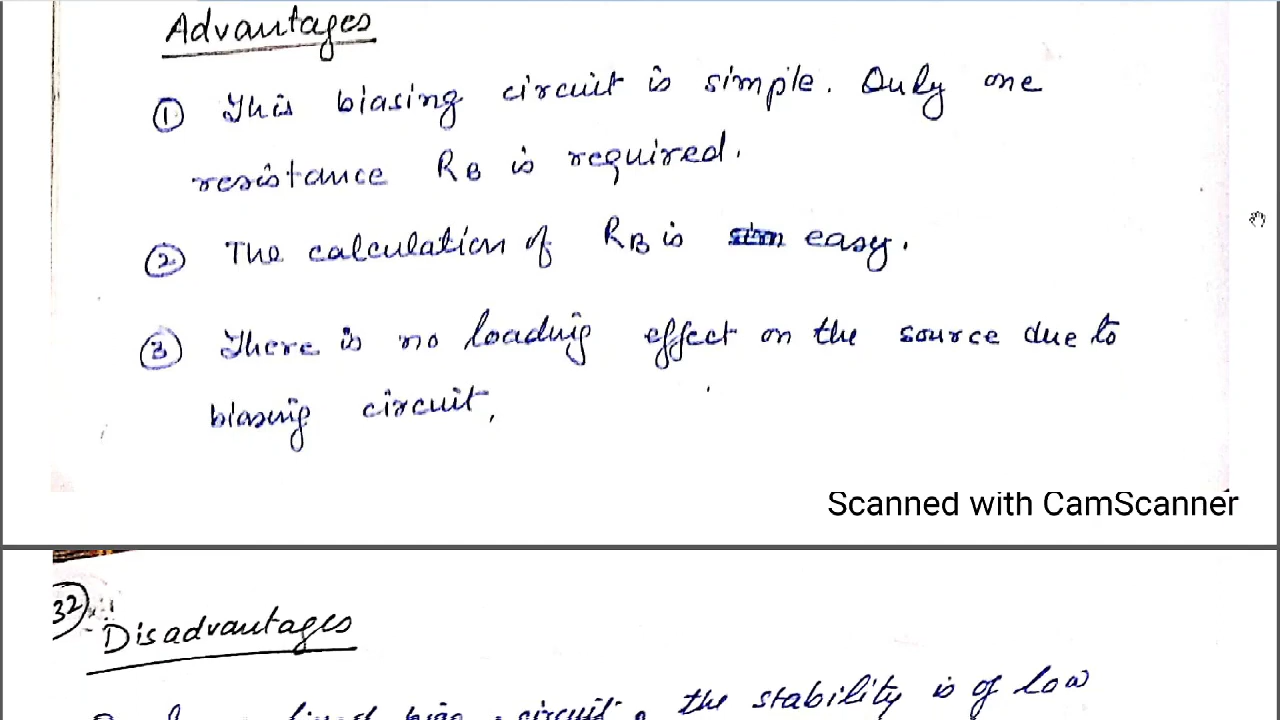 Advantages
① This biasing circuit is simple. Only one
resistance RB is required.
② The calculation of RB is easy.
③ There is no loading effect on the source due to
biasing circuit,
Scanned with CamScanner
32
Disadvantages
bias circuit, the stability is of low